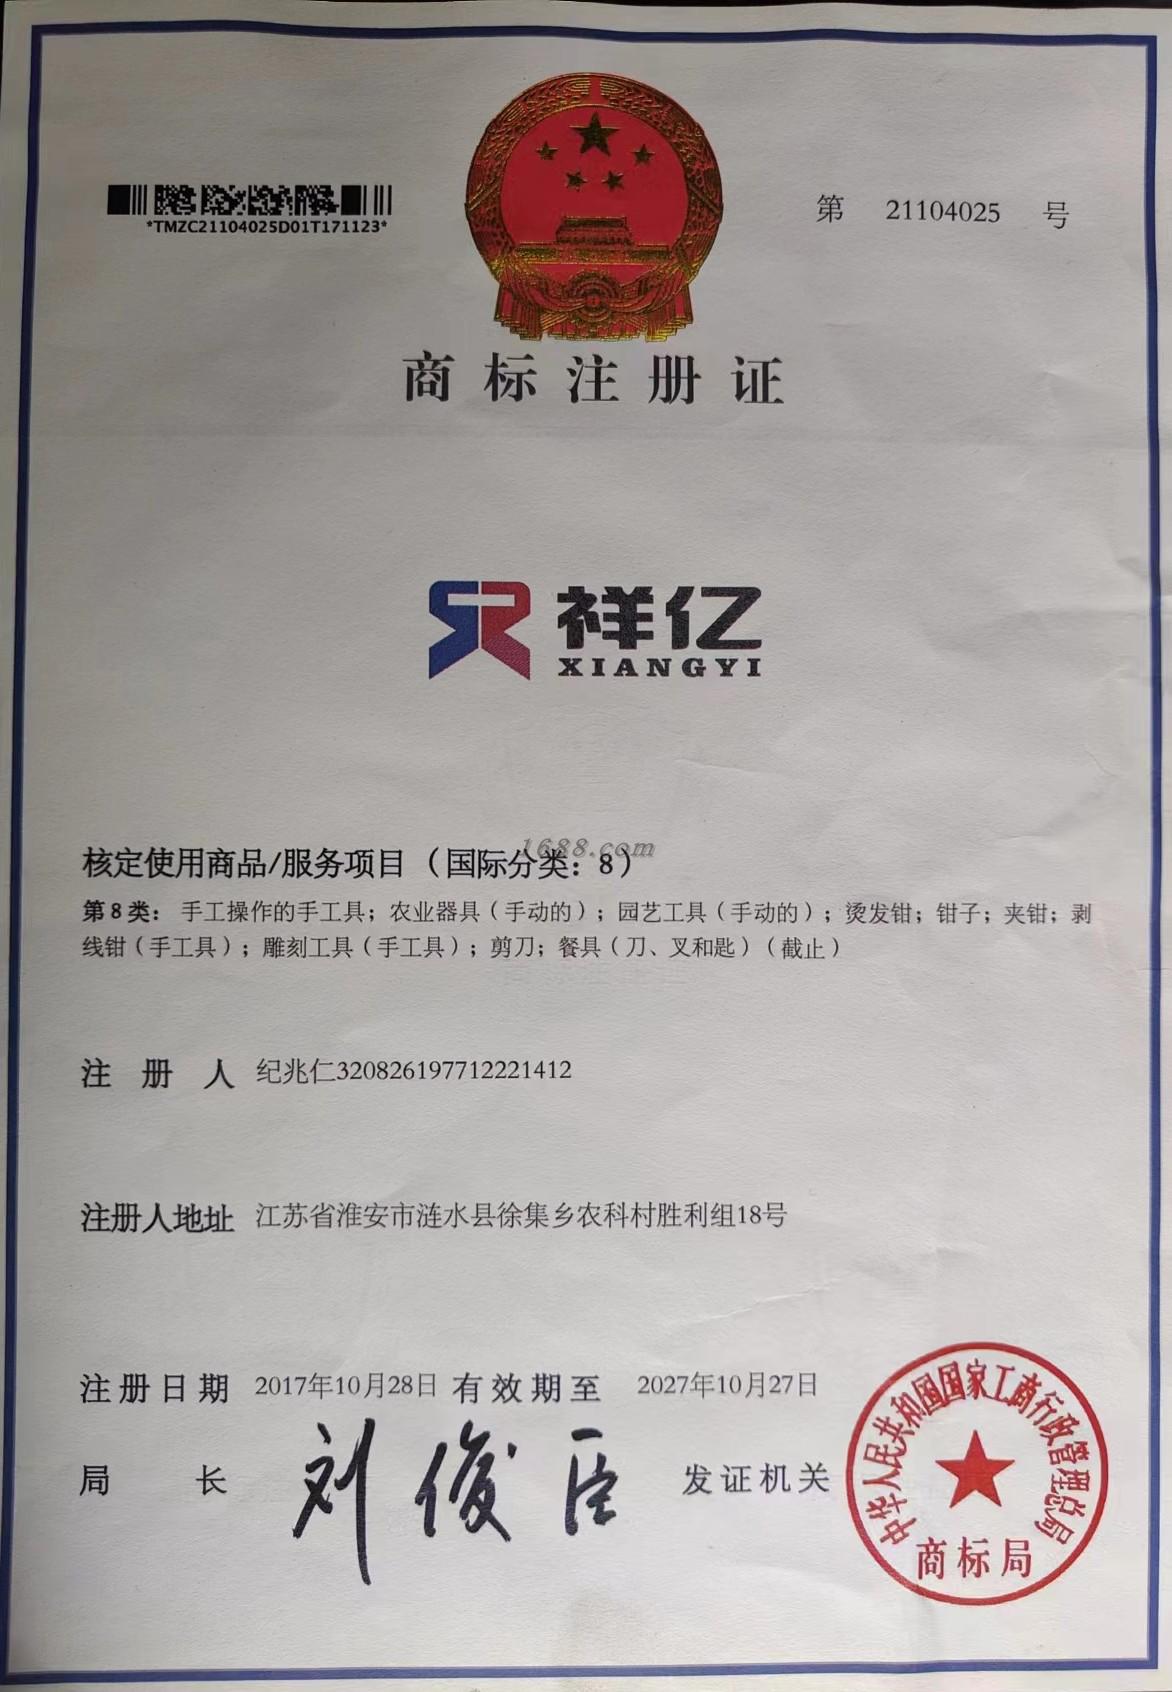 *TMZC21104025D01T171123*
第 21104025 号
商标注册证
祥亿
XIANGYI
1688.com
核定使用商品/服务项目（国际分类：8）
第8类：手工操作的手工具；农业器具（手动的）；园艺工具（手动的）；烫发钳；钳子；夹钳；剥
线钳（手工具）；雕刻工具（手工具）；剪刀；餐具（刀、叉和匙）（截止）
注册人 纪兆仁320826197712221412
注册人地址 江苏省淮安市涟水县徐集乡农科村胜利组18号
注册日期 2017年10月28日 有效期至 2027年10月27日
局长 刘俊臣 发证机关
中华人民共和国国家工商行政管理总局
商标局